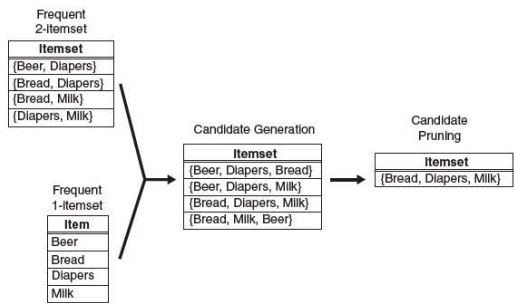 Frequent
2-itemset
Itemset
{Beer, Diapers}
{Bread, Diapers}
{Bread, Milk}
{Diapers, Milk}
Frequent
1-itemset
Item
Beer
Bread
Diapers
Milk
Candidate Generation
Itemset
{Beer, Diapers, Bread}
{Beer, Diapers, Milk}
{Bread, Diapers, Milk}
{Bread, Milk, Beer}
Candidate
Pruning
Itemset
{Bread, Diapers, Milk}